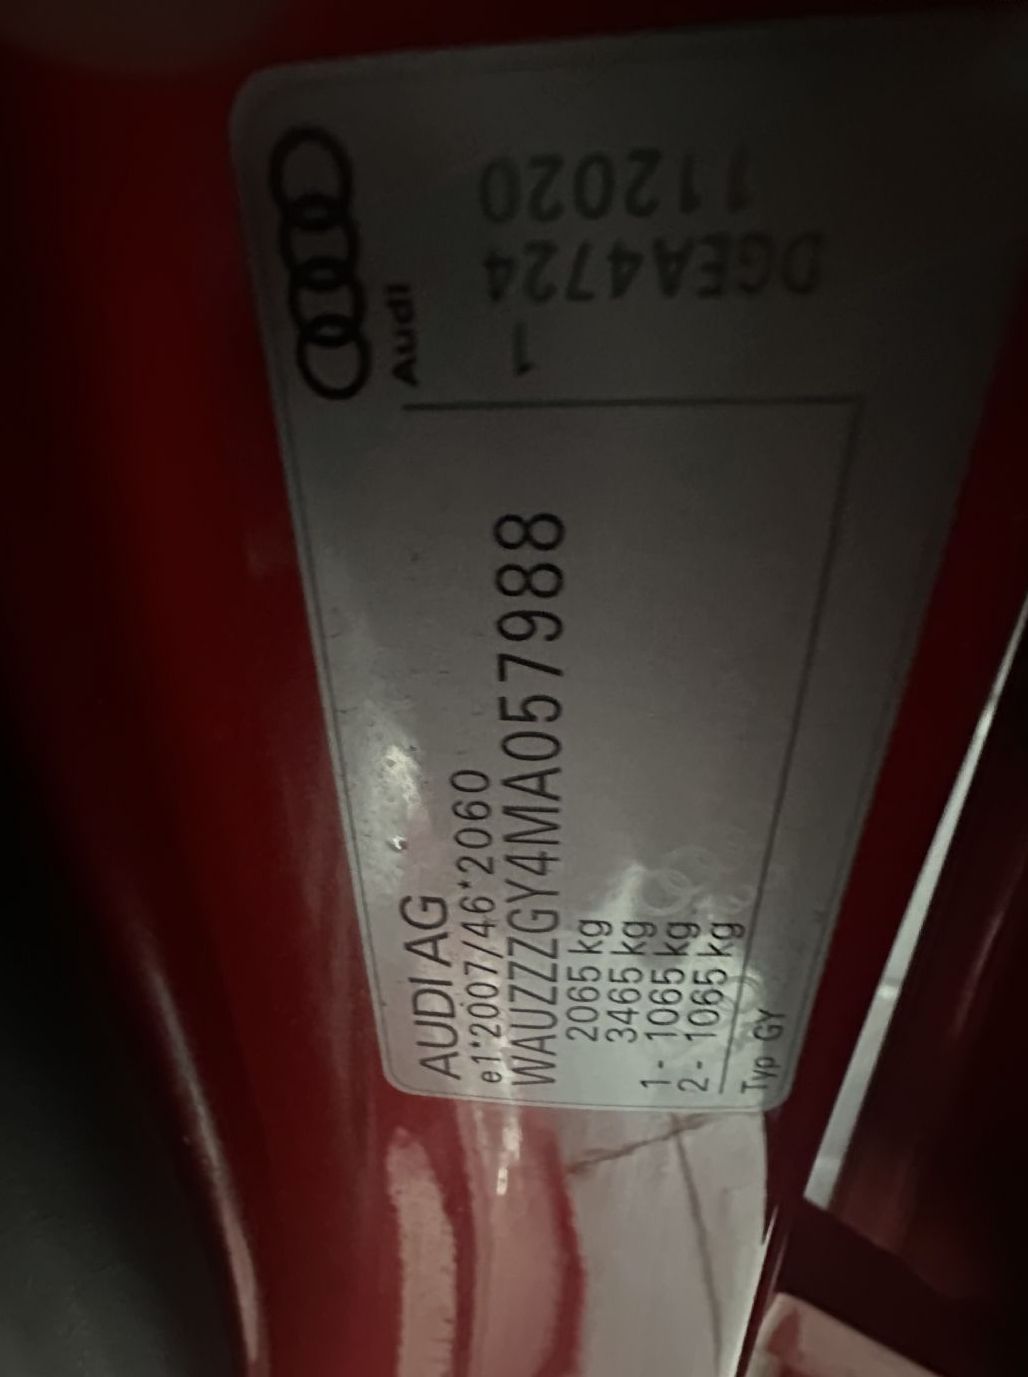 Audi
AUDI AG
e1*2007/46*2060
WAUZZZGY4MA057988
2065 kg
3465 kg
1- 1065 kg
2- 1065 kg
Typ GY
1
DGEA4724
112020